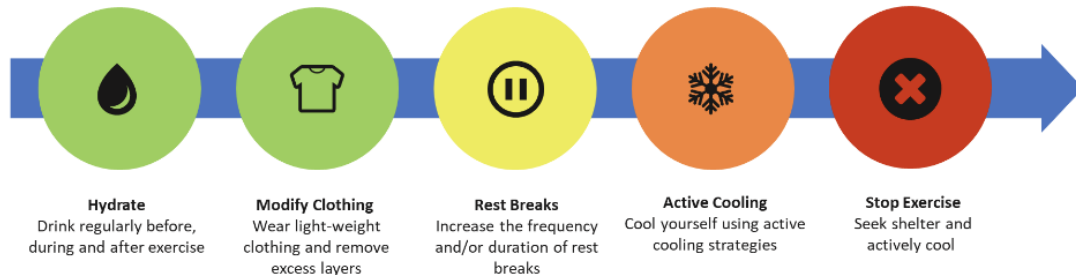 Hydrate
Drink regularly before,
during and after exercise
Modify Clothing
Wear light-weight
clothing and remove
excess layers
Rest Breaks
Increase the frequency
and/or duration of rest
breaks
Active Cooling
Cool yourself using active
cooling strategies
Stop Exercise
Seek shelter and
actively cool